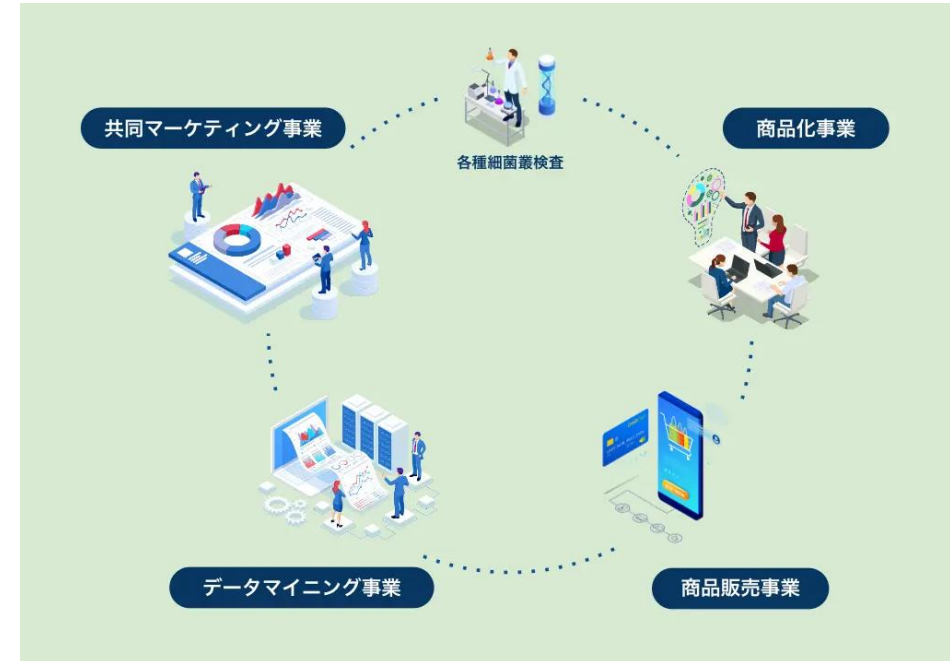 各種細菌叢検査
共同マーケティング事業
商品化事業
データマイニング事業
商品販売事業